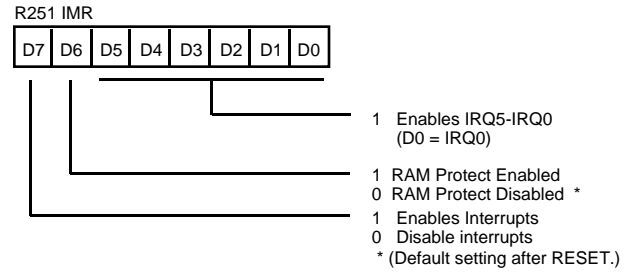 R251 IMR
D7 D6 D5 D4 D3 D2 D1 D0
1 Enables IRQ5-IRQ0
(D0 = IRQ0)
1 RAM Protect Enabled
0 RAM Protect Disabled *
1 Enables Interrupts
0 Disable interrupts
* (Default setting after RESET.)